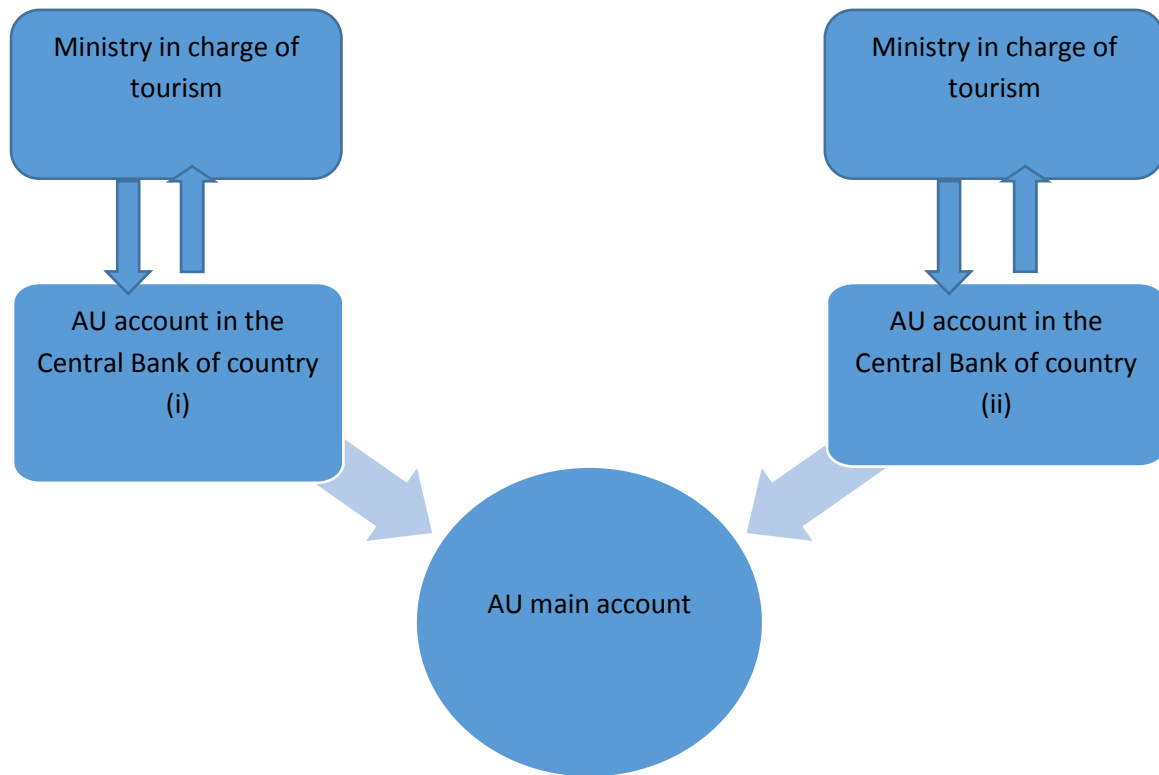 Ministry in charge of
tourism
Ministry in charge of
tourism
AU account in the
Central Bank of country
(i)
AU account in the
Central Bank of country
(ii)
AU main account